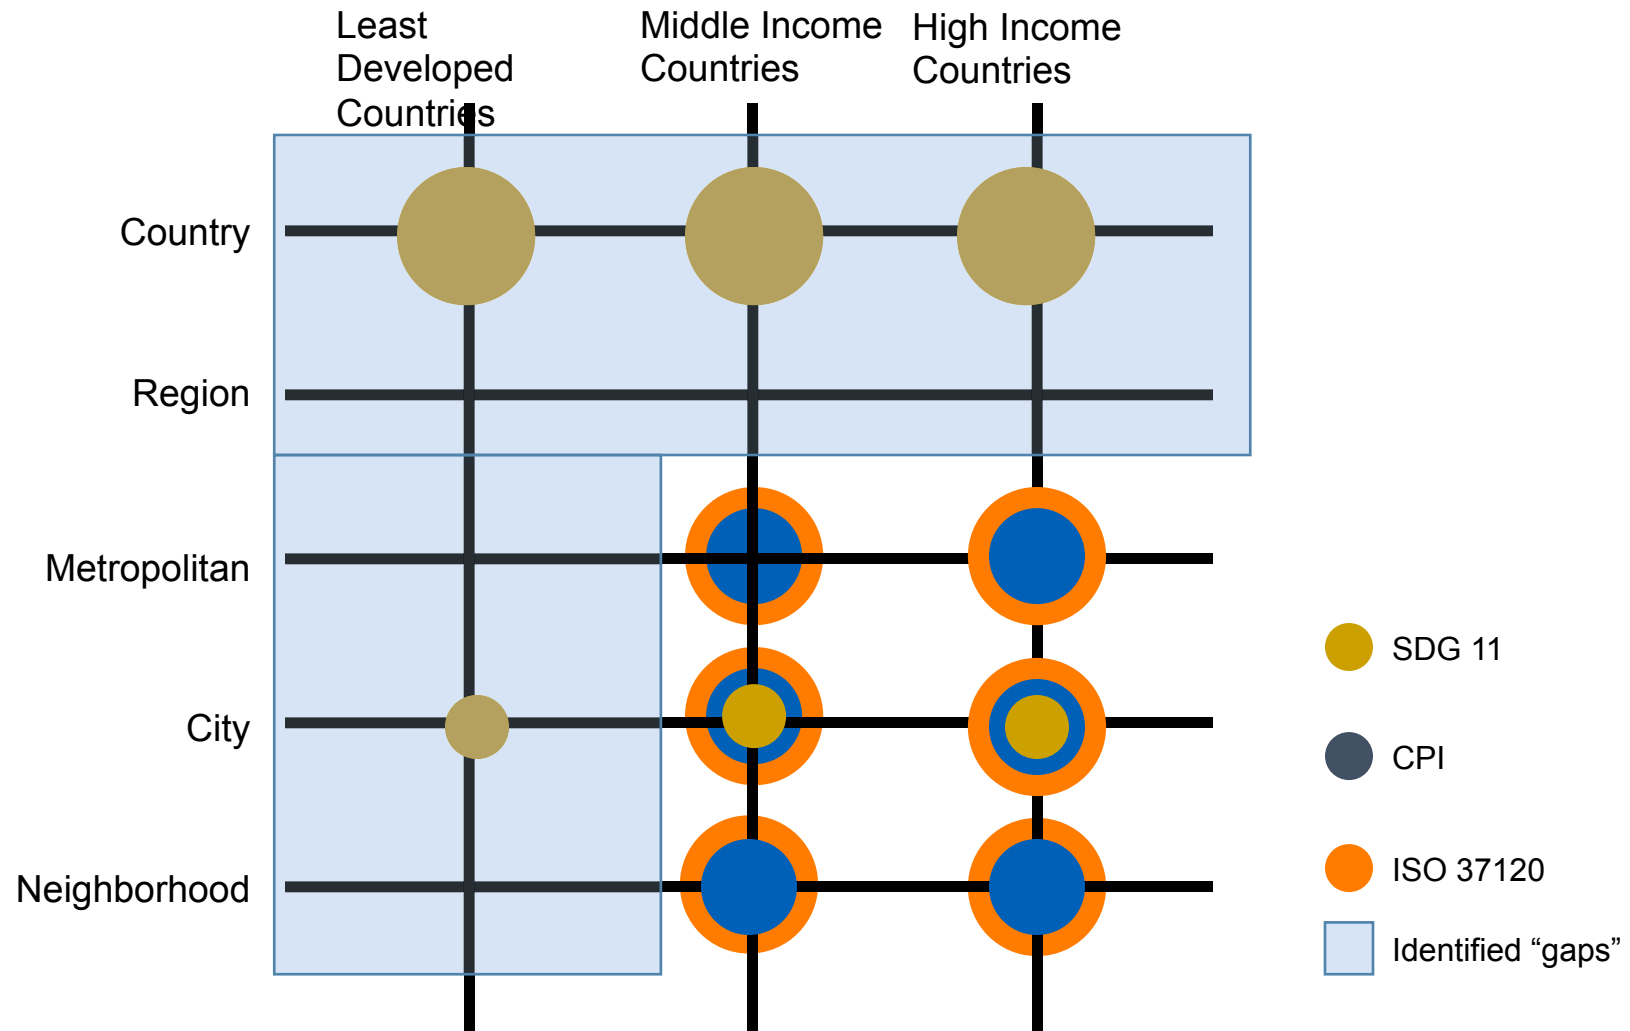 Least
Developed
Countries
Middle Income
Countries
High Income
Countries
Country
Region
Metropolitan
City
Neighborhood
SDG 11
CPI
ISO 37120
Identified “gaps”